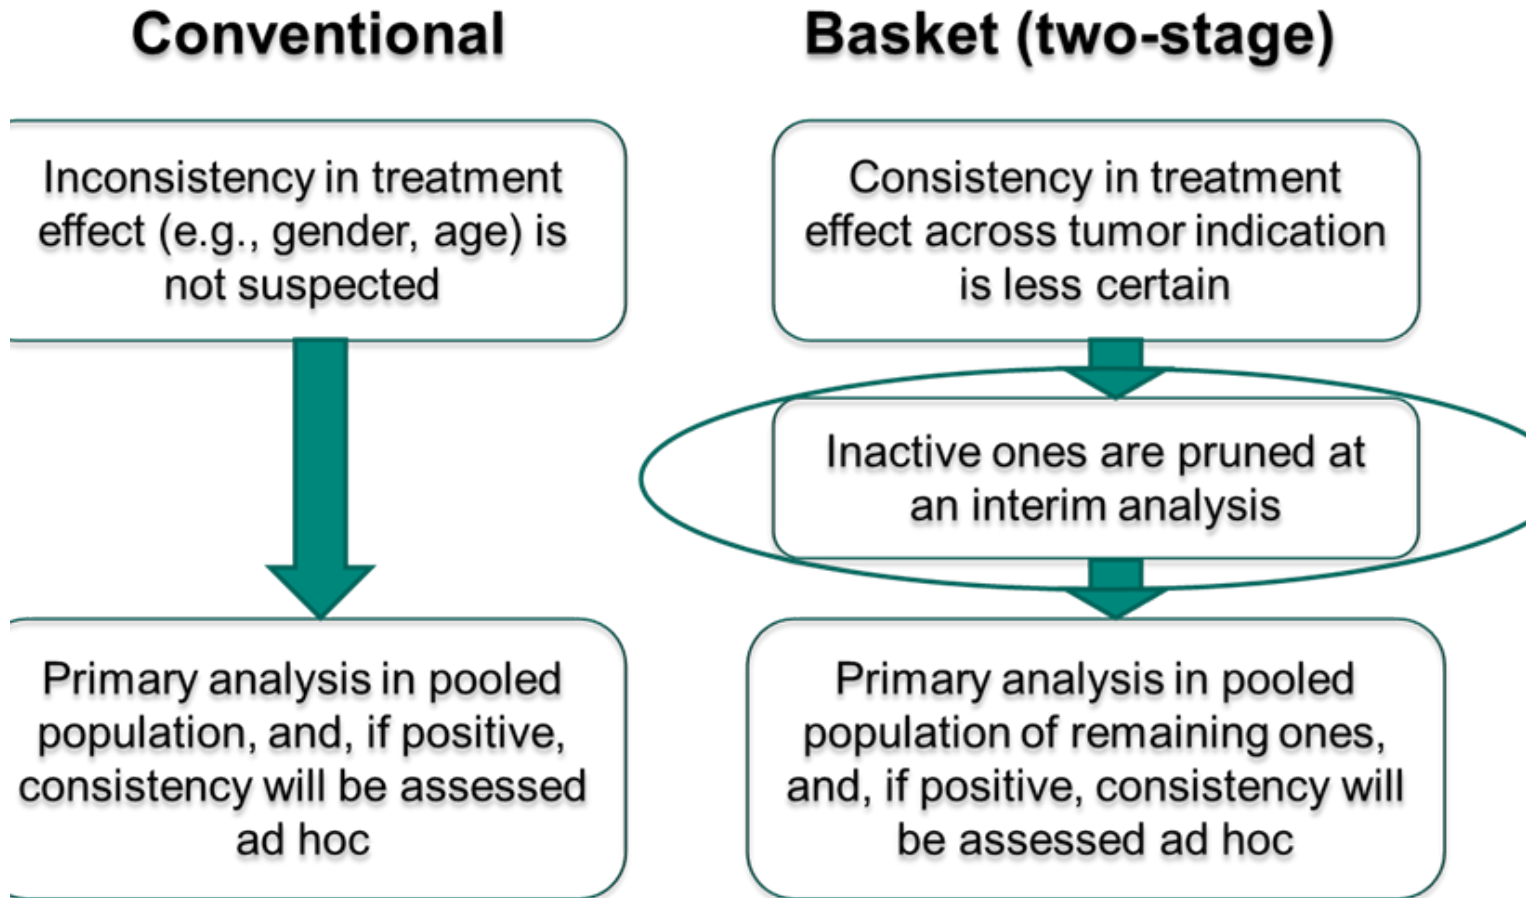 Conventional
Inconsistency in treatment
effect (e.g., gender, age) is
not suspected
Primary analysis in pooled
population, and, if positive,
consistency will be assessed
ad hoc
Basket (two-stage)
Consistency in treatment
effect across tumor indication
is less certain
Inactive ones are pruned at
an interim analysis
Primary analysis in pooled
population of remaining ones,
and, if positive, consistency will
be assessed ad hoc